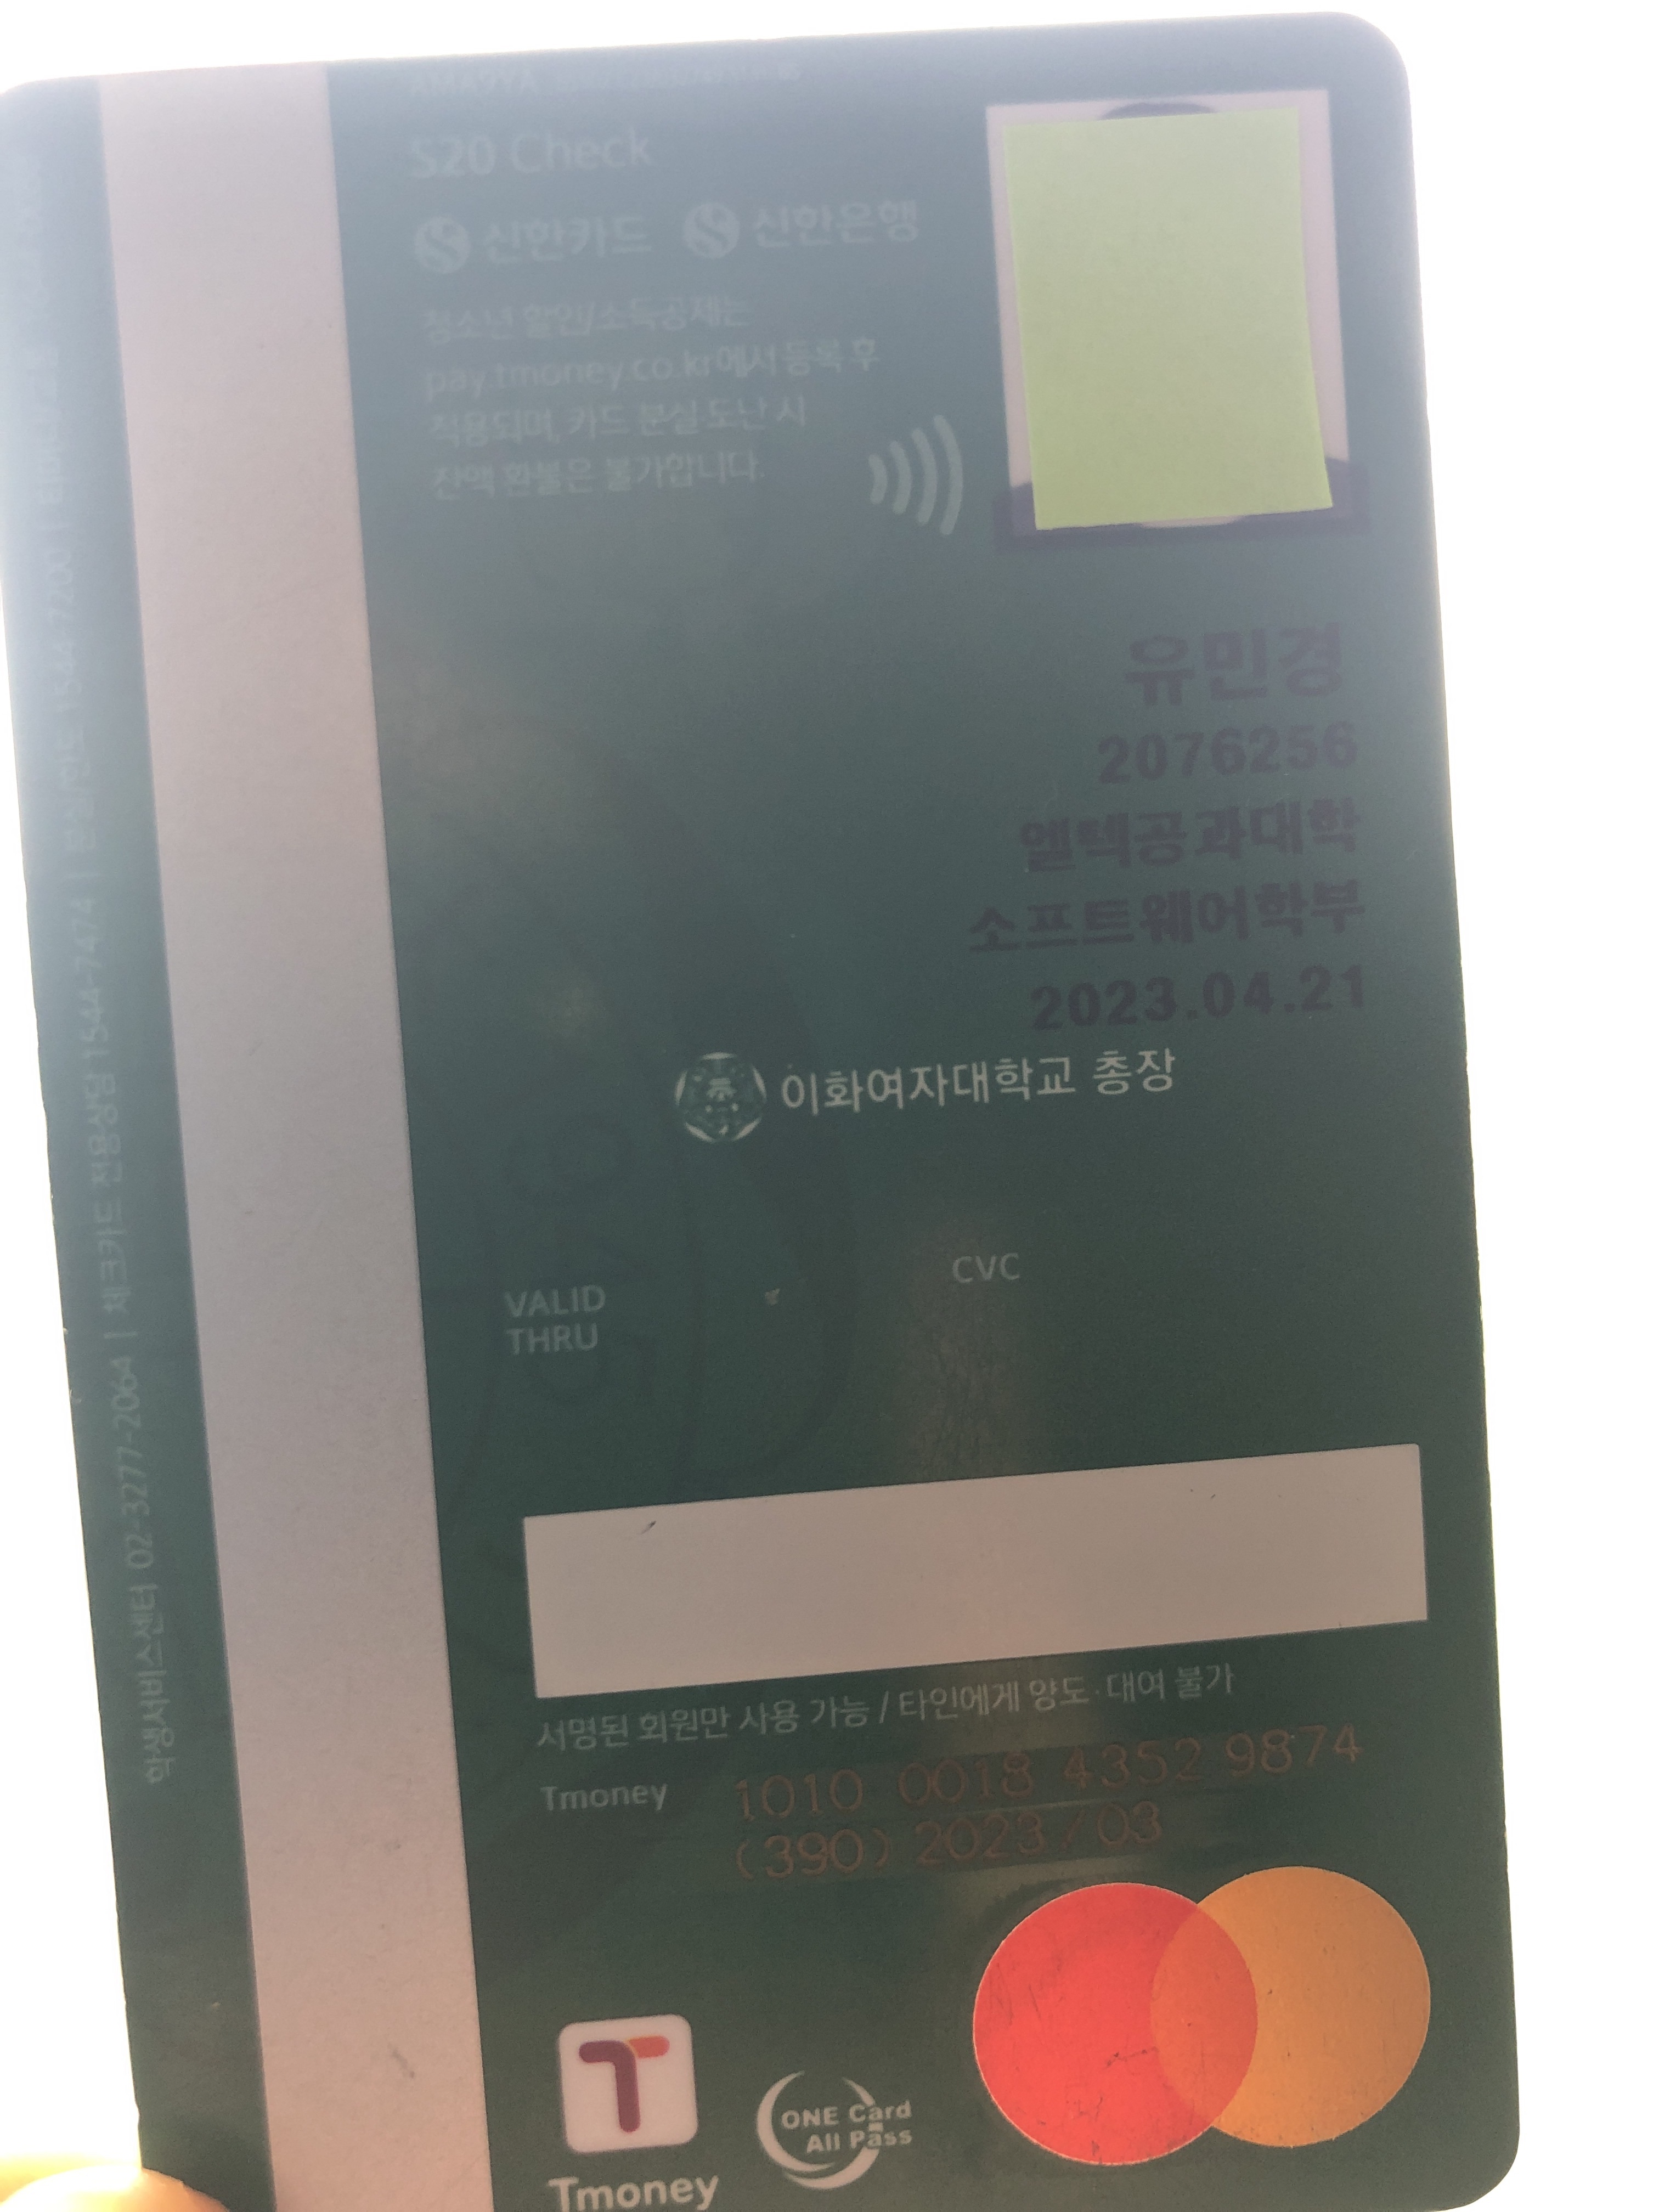 S20 Check
신한카드 신한은행
청소년 할인/소득공제는
pay.tmoney.co.kr에서 등록 후
적용되며, 카드 분실 도난 시
잔액 환불은 불가합니다.
유민경
2076256
엘텍공과대학
소프트웨어학부
2023.04.21
이화여자대학교 총장
CVC
VALID
THRU
서명된 회원만 사용 가능 / 타인에게 양도·대여 불가
Tmoney 1010 0018 4352 9874
(390) 2023/03
Tmoney
ONE Card
All Pass
학생서비스센터 02-3277-2064 | 체크카드 전용상담 1544-7474 | 분실/인도 1544-7200 |